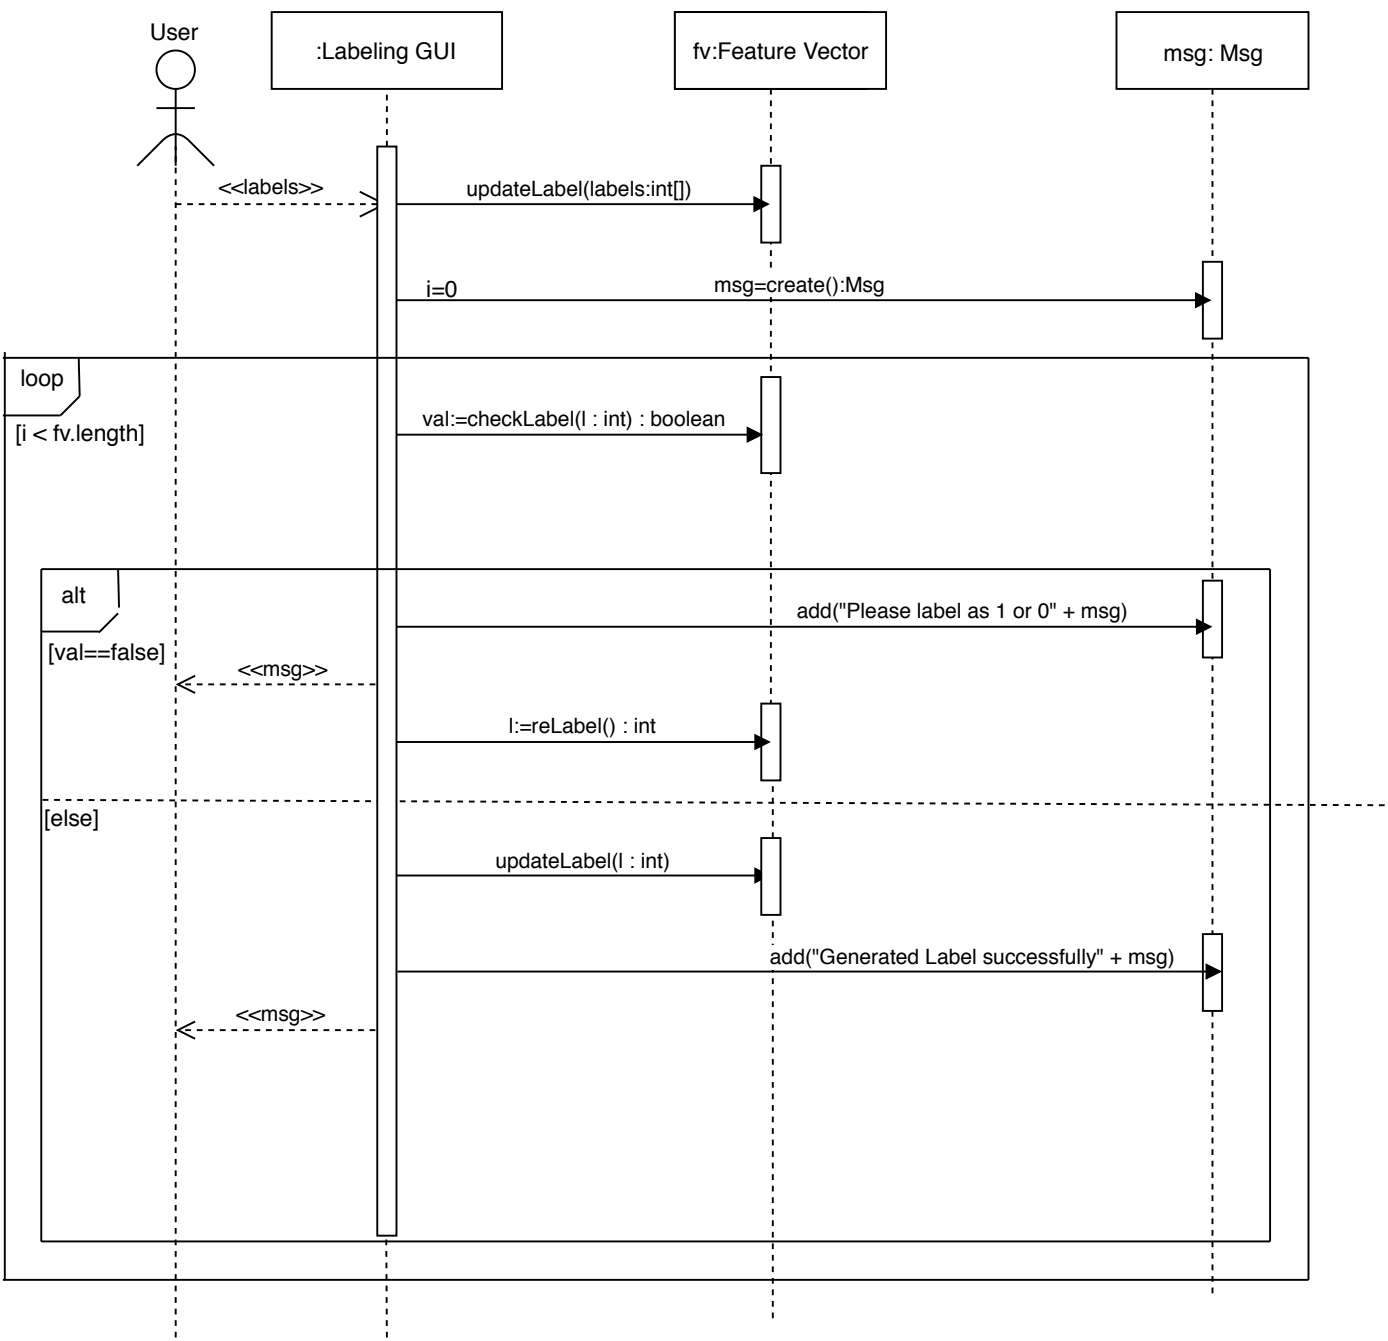 User
:Labeling GUI
fv:Feature Vector
msg: Msg
<<labels>>
updateLabel(labels:int[])
i=0
msg=create():Msg
loop
[i < fv.length]
val:=checkLabel(l : int) : boolean
alt
add("Please label as 1 or 0" + msg)
[val==false]
<<msg>>
l:=reLabel() : int
[else]
updateLabel(l : int)
add("Generated Label successfully" + msg)
<<msg>>